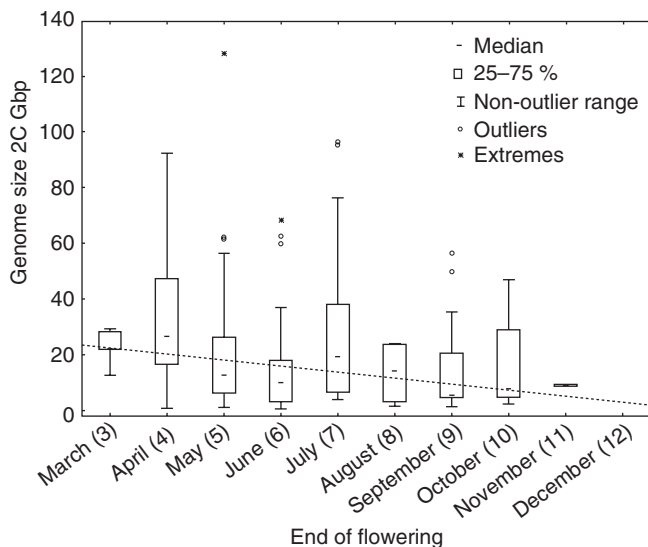 140
120
100
80
60
40
20
0
Genome size 2C Gbp
Median
25–75 %
Non-outlier range
Outliers
Extremes
March (3)
April (4)
May (5)
June (6)
July (7)
August (8)
September (9)
October (10)
November (11)
December (12)
End of flowering